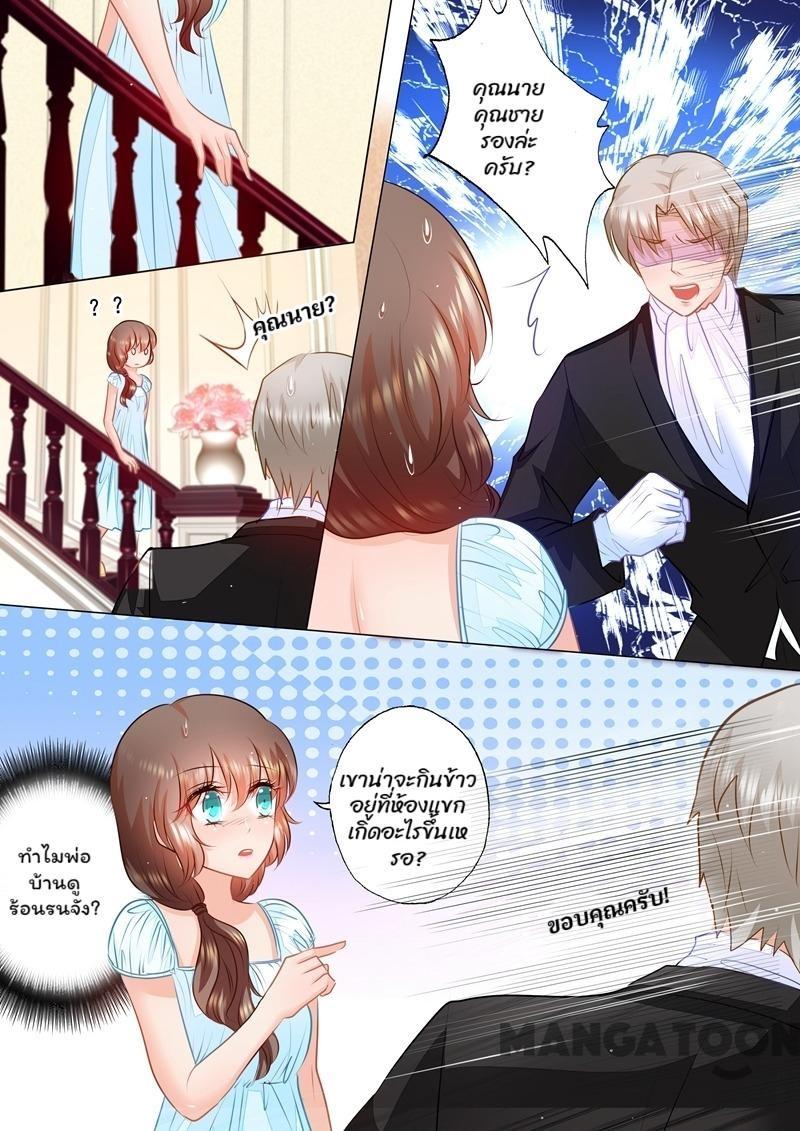 ? ?
คุณนาย?
คุณนาย
คุณชาย
รองล่ะ
ครับ?
เขาน่าจะกินข้าว
อยู่ที่ห้องแขก
เกิดอะไรขึ้นเห
รอ?
ทำไมพ่อ
บ้านดู
ร้อนรนจัง?
ขอบคุณครับ!
MANGATOON